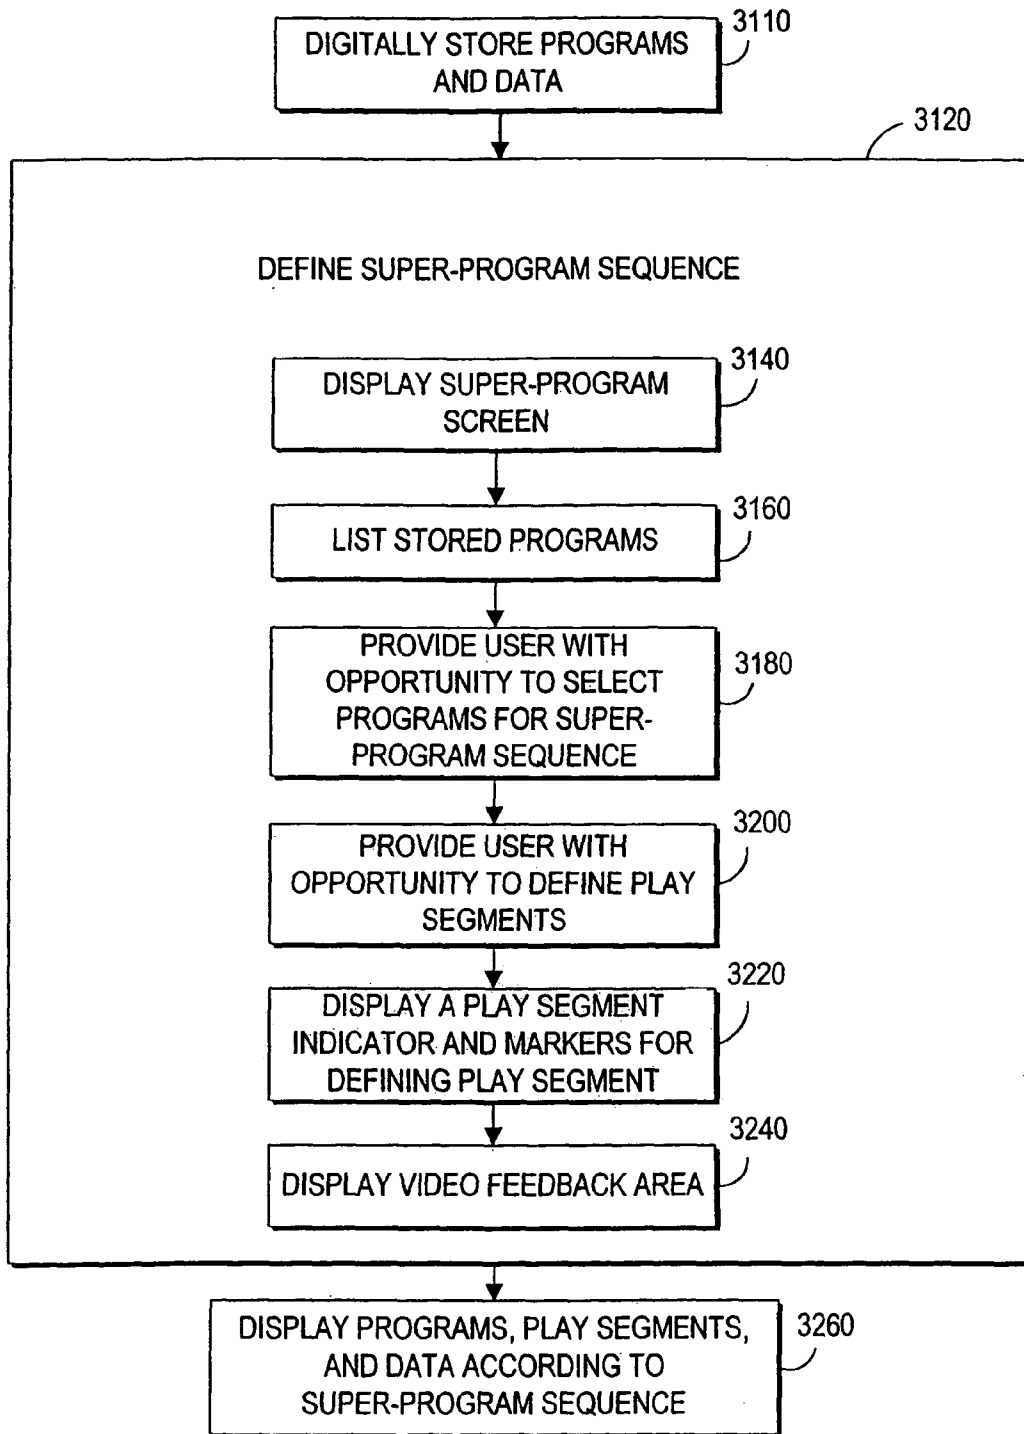 3110
DIGITALLY STORE PROGRAMS
AND DATA
3120
DEFINE SUPER-PROGRAM SEQUENCE
3140
DISPLAY SUPER-PROGRAM
SCREEN
3160
LIST STORED PROGRAMS
3180
PROVIDE USER WITH
OPPORTUNITY TO SELECT
PROGRAMS FOR SUPER-
PROGRAM SEQUENCE
3200
PROVIDE USER WITH
OPPORTUNITY TO DEFINE PLAY
SEGMENTS
3220
DISPLAY A PLAY SEGMENT
INDICATOR AND MARKERS FOR
DEFINING PLAY SEGMENT
3240
DISPLAY VIDEO FEEDBACK AREA
3260
DISPLAY PROGRAMS, PLAY SEGMENTS,
AND DATA ACCORDING TO
SUPER-PROGRAM SEQUENCE